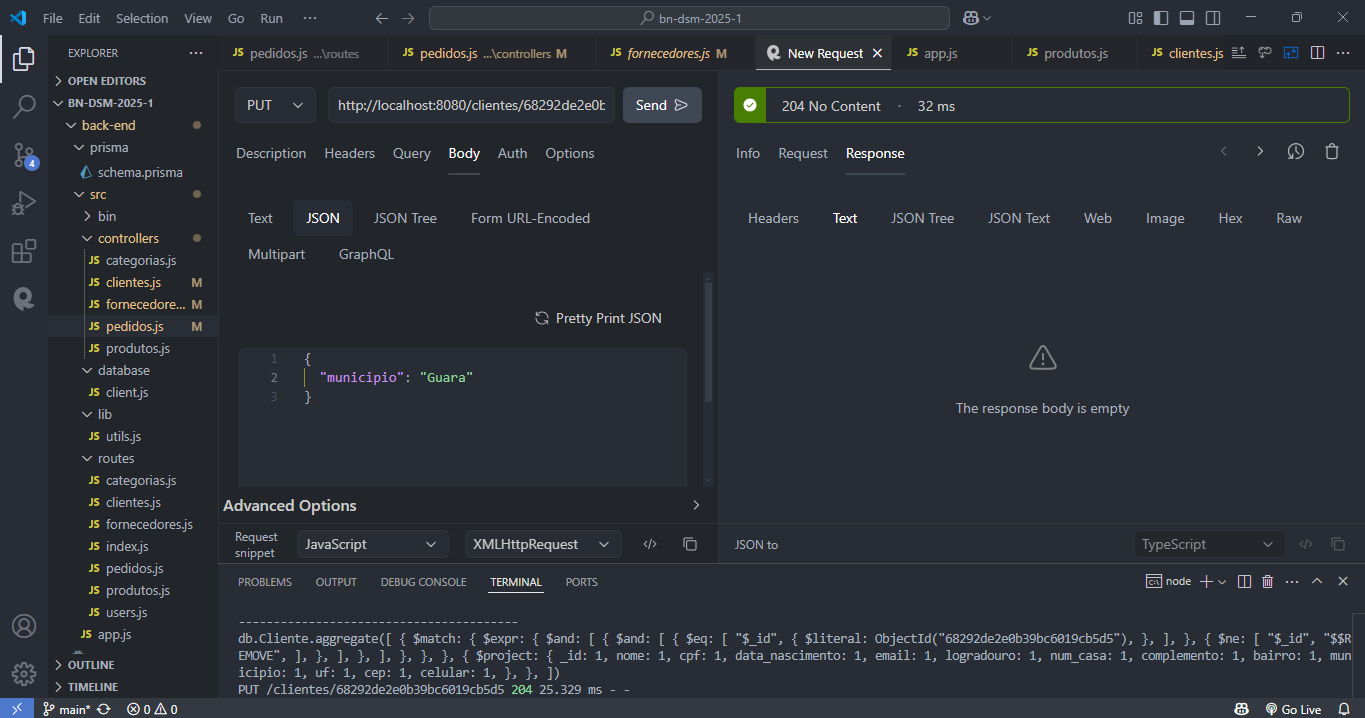 File Edit Selection View Go Run ··· bn-dsm-2025-1
EXPLORER ···
OPEN EDITORS
BN-DSM-2025-1
back-end
prisma
schema.prisma
src
bin
controllers
JS categorias.js
JS clientes.js M
JS fornecedore... M
JS pedidos.js M
JS produtos.js
database
JS client.js
lib
JS utils.js
routes
JS categorias.js
JS clientes.js
JS fornecedores.js
JS index.js
JS pedidos.js
JS produtos.js
JS users.js
JS app.js
OUTLINE
TIMELINE
4
JS pedidos.js ...\routes JS pedidos.js ...\controllers M JS fornecedores.js M New Request JS app.js JS produtos.js JS clientes.js ···
PUT http://localhost:8080/clientes/68292de2e0b Send
Description Headers Query Body Auth Options
Text JSON JSON Tree Form URL-Encoded
Multipart GraphQL
Pretty Print JSON
1 {
2 "municipio": "Guara"
3 }
Advanced Options
Request snippet JavaScript XMLHttpRequest
204 No Content · 32 ms
Info Request Response
Headers Text JSON Tree JSON Text Web Image Hex Raw
The response body is empty
JSON to TypeScript
PROBLEMS OUTPUT DEBUG CONSOLE TERMINAL PORTS node ···
----------------------------------------
db.Cliente.aggregate([ { $match: { $expr: { $and: [ { $and: [ { $eq: [ "$_id", { $literal: ObjectId("68292de2e0b39bc6019cb5d5"), }, ], }, { $ne: [ "$_id", "$$R
EMOVE", ], }, ], }, ], }, }, }, { $project: { _id: 1, nome: 1, cpf: 1, data_nascimento: 1, email: 1, logradouro: 1, num_casa: 1, complemento: 1, bairro: 1, mun
icipio: 1, uf: 1, cep: 1, celular: 1, }, }, ])
PUT /clientes/68292de2e0b39bc6019cb5d5 204 25.329 ms - -
main* 0 0 Go Live